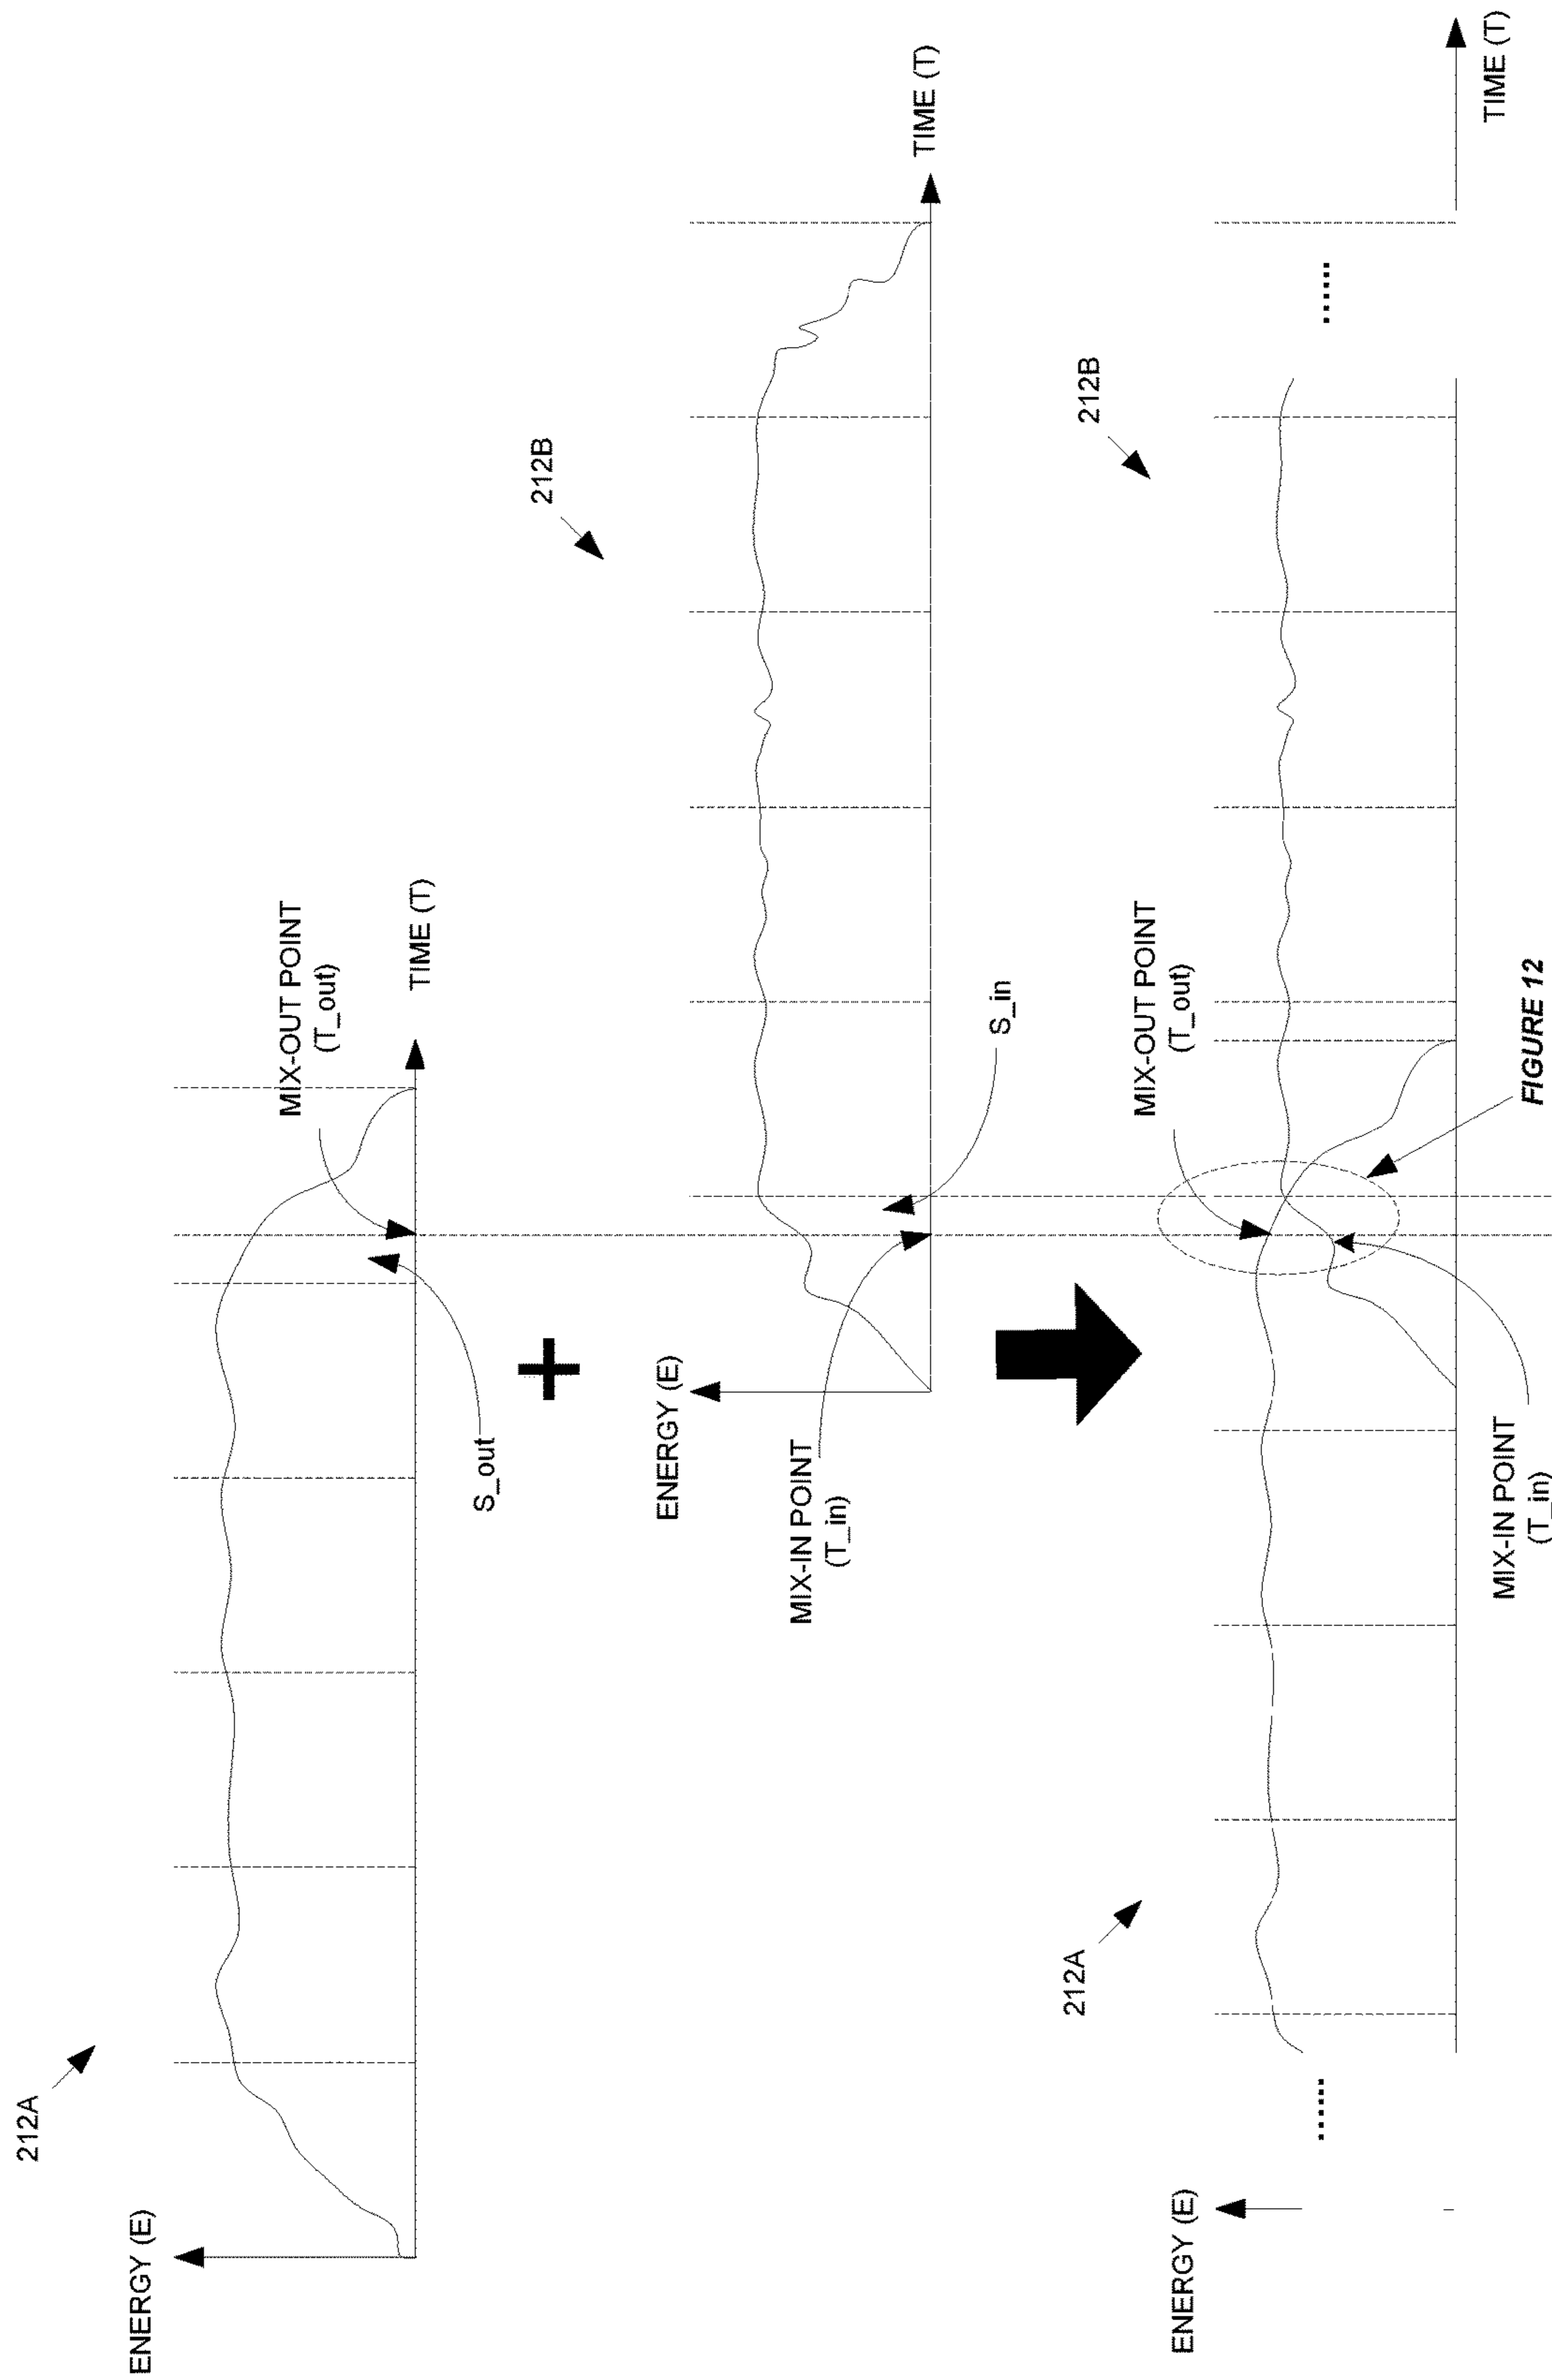 212A
ENERGY (E)
MIX-OUT POINT
(T_out)
TIME (T)
S_out
+
212B
ENERGY (E)
TIME (T)
MIX-IN POINT
(T_in)
S_in
212A
212B
MIX-OUT POINT
(T_out)
ENERGY (E)
......
......
TIME (T)
MIX-IN POINT
(T_in)
FIGURE 12